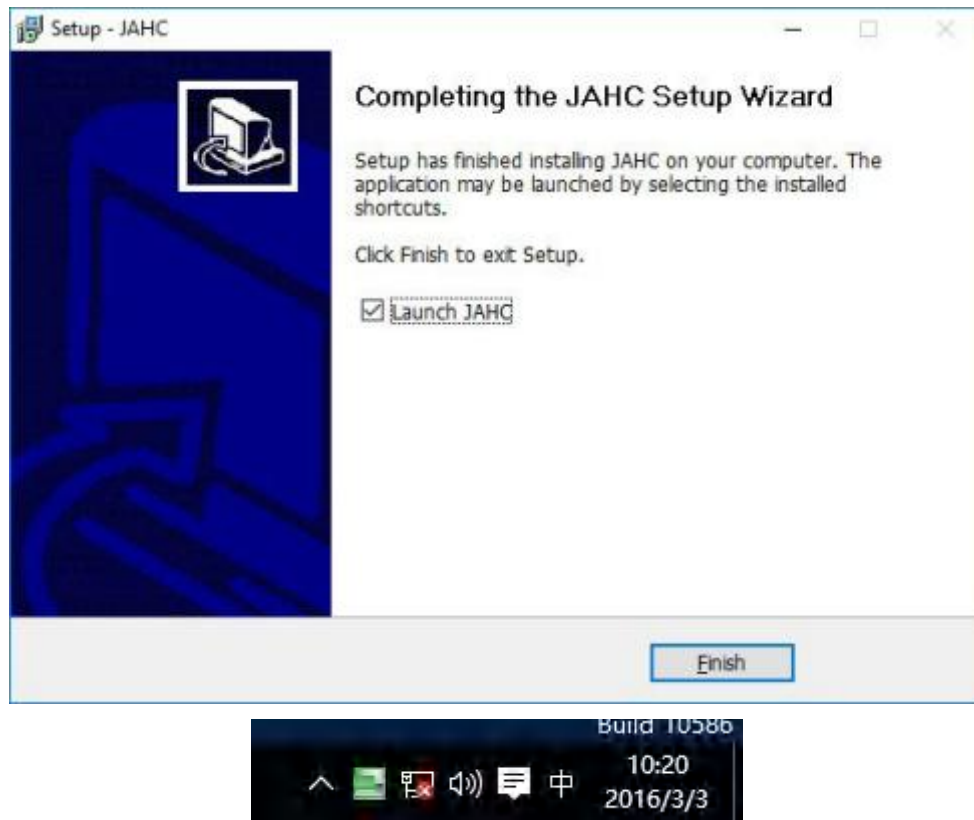 Setup - JAHC
Completing the JAHC Setup Wizard
Setup has finished installing JAHC on your computer. The
application may be launched by selecting the installed
shortcuts.
Click Finish to exit Setup.
Launch JAHC
Finish
Build 10586
中
10:20
2016/3/3